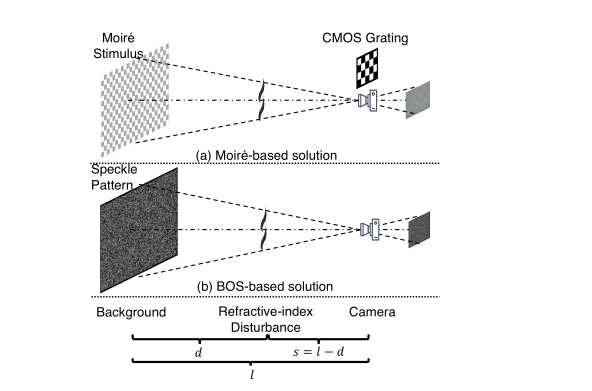 Moiré
Stimulus
CMOS Grating
(a) Moiré-based solution
Speckle
Pattern
(b) BOS-based solution
Background
Refractive-index
Disturbance
Camera
d
s = l − d
l